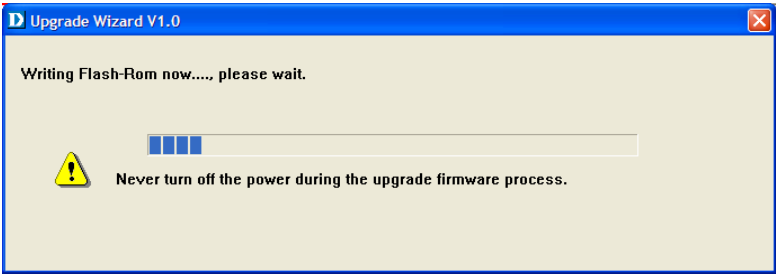 D Upgrade Wizard V1.0
Writing Flash-Rom now...., please wait.
Never turn off the power during the upgrade firmware process.